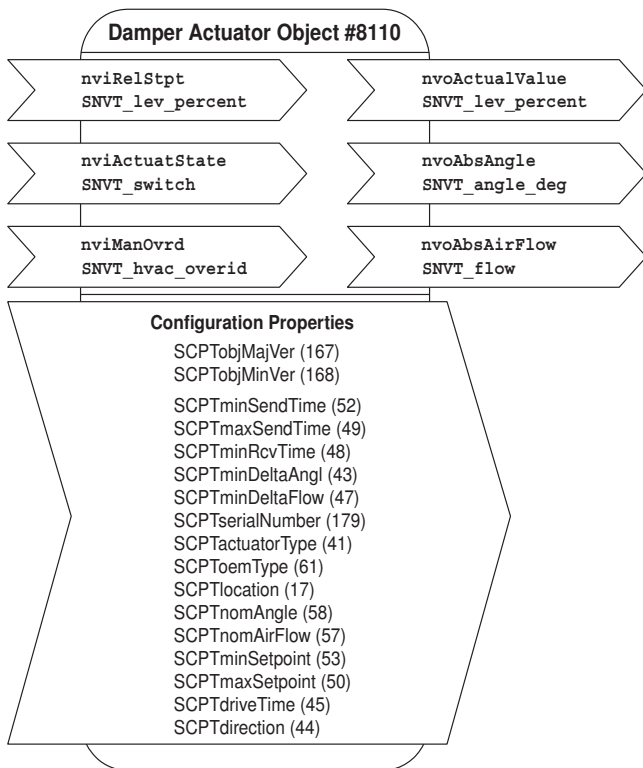 Damper Actuator Object #8110
nviRelStpt
SNVT_lev_percent
nvoActualValue
SNVT_lev_percent
nviActuatState
SNVT_switch
nvoAbsAngle
SNVT_angle_deg
nviManOvrd
SNVT_hvac_overid
nvoAbsAirFlow
SNVT_flow
Configuration Properties
SCPTobjMajVer (167)
SCPTobjMinVer (168)
SCPTminSendTime (52)
SCPTmaxSendTime (49)
SCPTminRcvTime (48)
SCPTminDeltaAngl (43)
SCPTminDeltaFlow (47)
SCPTserialNumber (179)
SCPTactuatorType (41)
SCPToemType (61)
SCPTlocation (17)
SCPTnomAngle (58)
SCPTnomAirFlow (57)
SCPTminSetpoint (53)
SCPTmaxSetpoint (50)
SCPTdriveTime (45)
SCPTdirection (44)